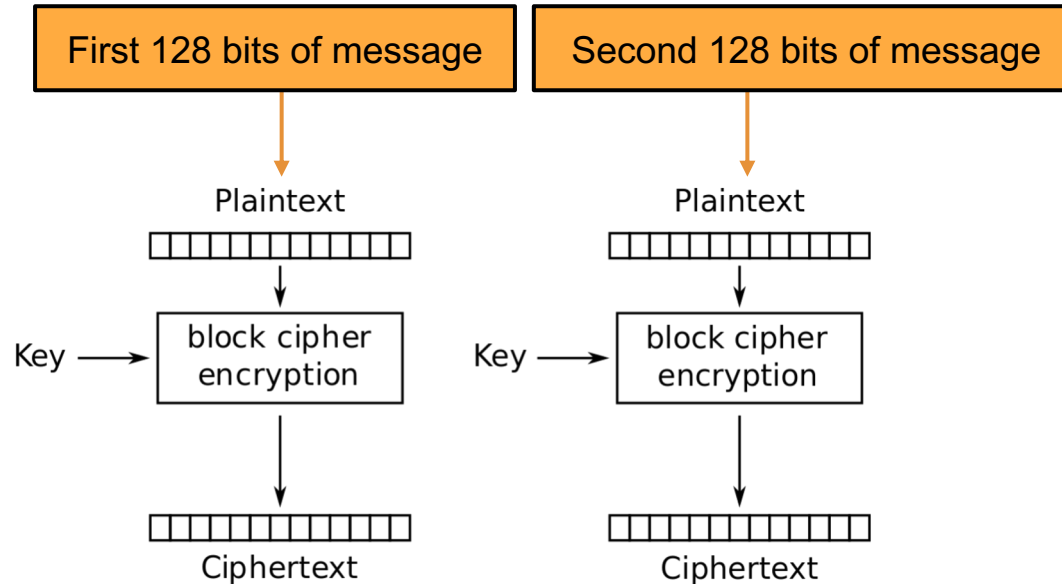 First 128 bits of message
Second 128 bits of message
Plaintext
Plaintext
Key
block cipher
encryption
Key
block cipher
encryption
Ciphertext
Ciphertext